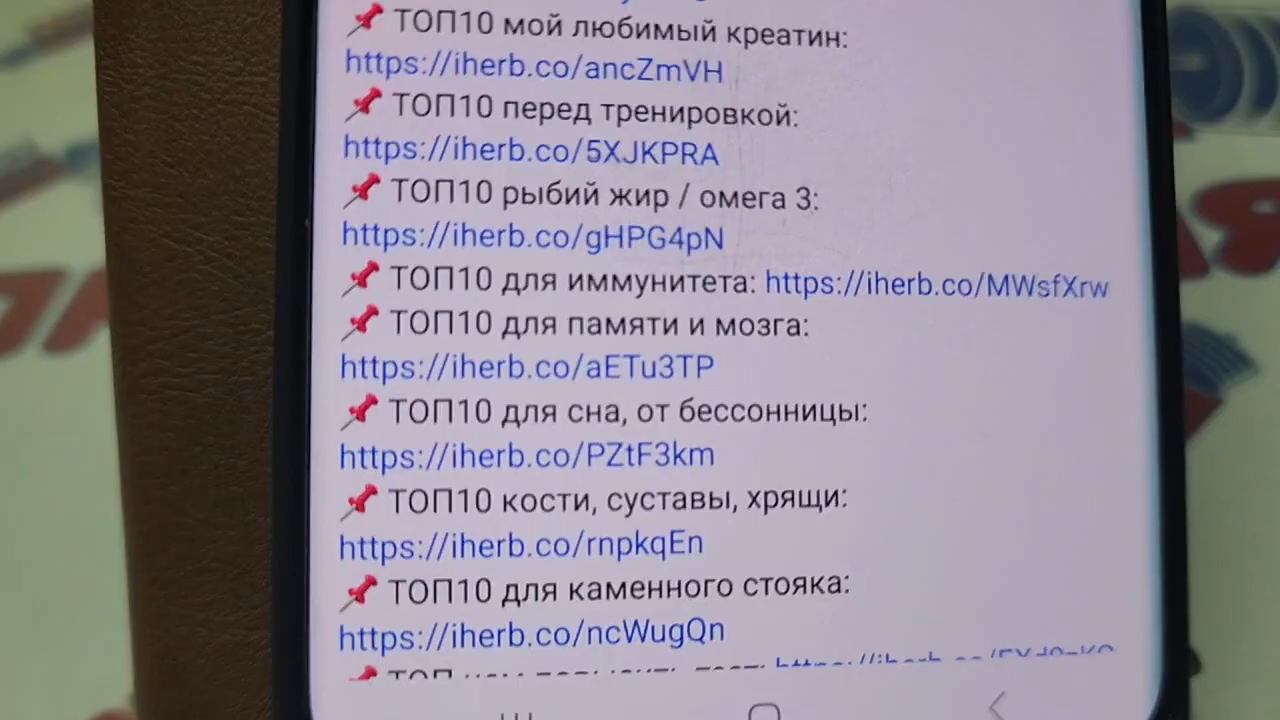 📌 ТОП10 мой любимый креатин:
https://iherb.co/ancZmVH
📌 ТОП10 перед тренировкой:
https://iherb.co/5XJKPRA
📌 ТОП10 рыбий жир / омега 3:
https://iherb.co/gHPG4pN
📌 ТОП10 для иммунитета: https://iherb.co/MWsfXrw
📌 ТОП10 для памяти и мозга:
https://iherb.co/aETu3TP
📌 ТОП10 для сна, от бессонницы:
https://iherb.co/PZtF3km
📌 ТОП10 кости, суставы, хрящи:
https://iherb.co/rnpkqEn
📌 ТОП10 для каменного стояка:
https://iherb.co/ncWugQn